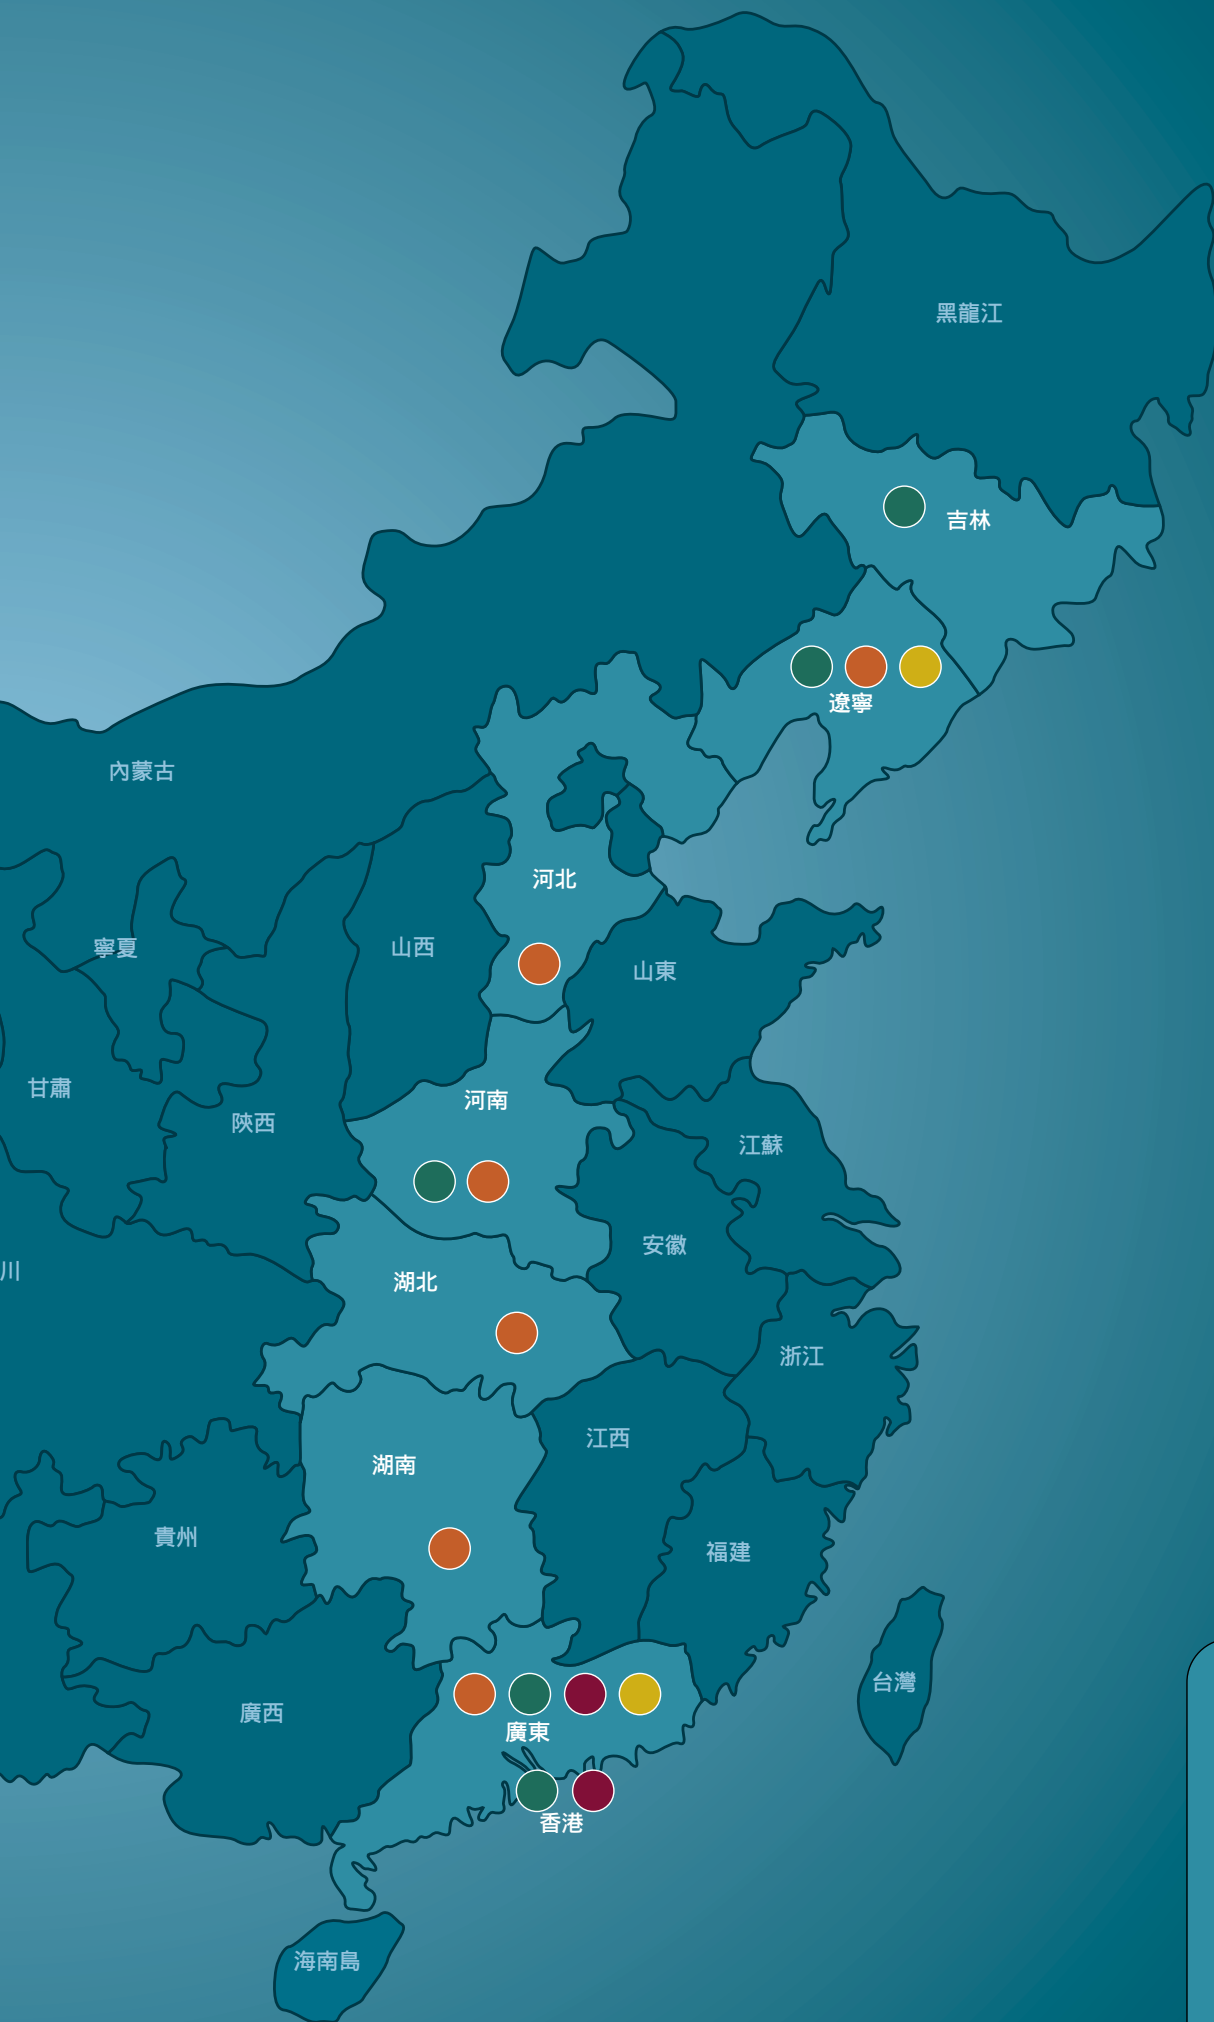 黑龍江
吉林
遼寧
內蒙古
河北
寧夏
山西
山東
甘肅
河南
陝西
江蘇
安徽
川
湖北
浙江
江西
湖南
貴州
福建
台灣
廣西
廣東
香港
海南島